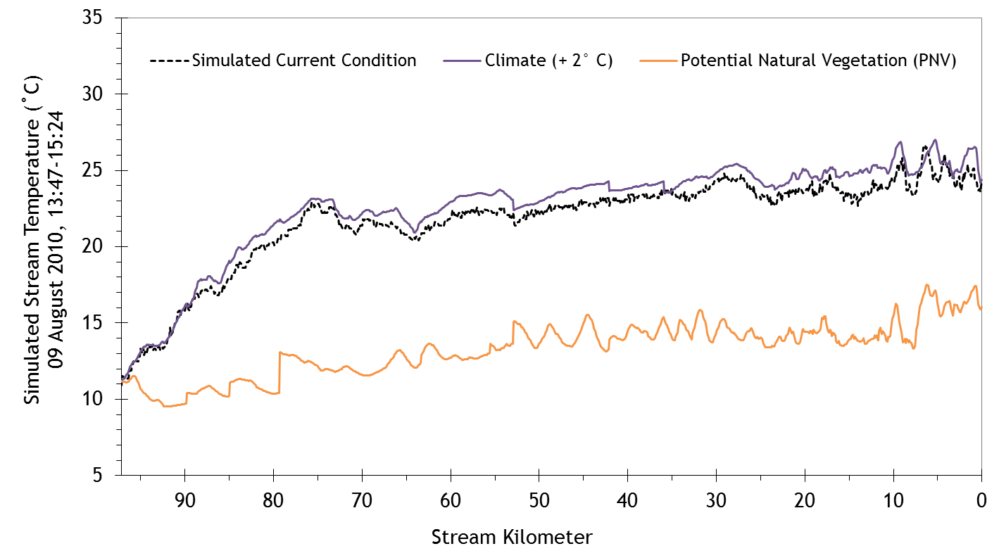 35
30
25
20
15
10
5
Simulated Current Condition
Climate (+ 2° C)
Potential Natural Vegetation (PNV)
Simulated Stream Temperature (˚C)
09 August 2010, 13:47-15:24
90 80 70 60 50 40 30 20 10 0
Stream Kilometer